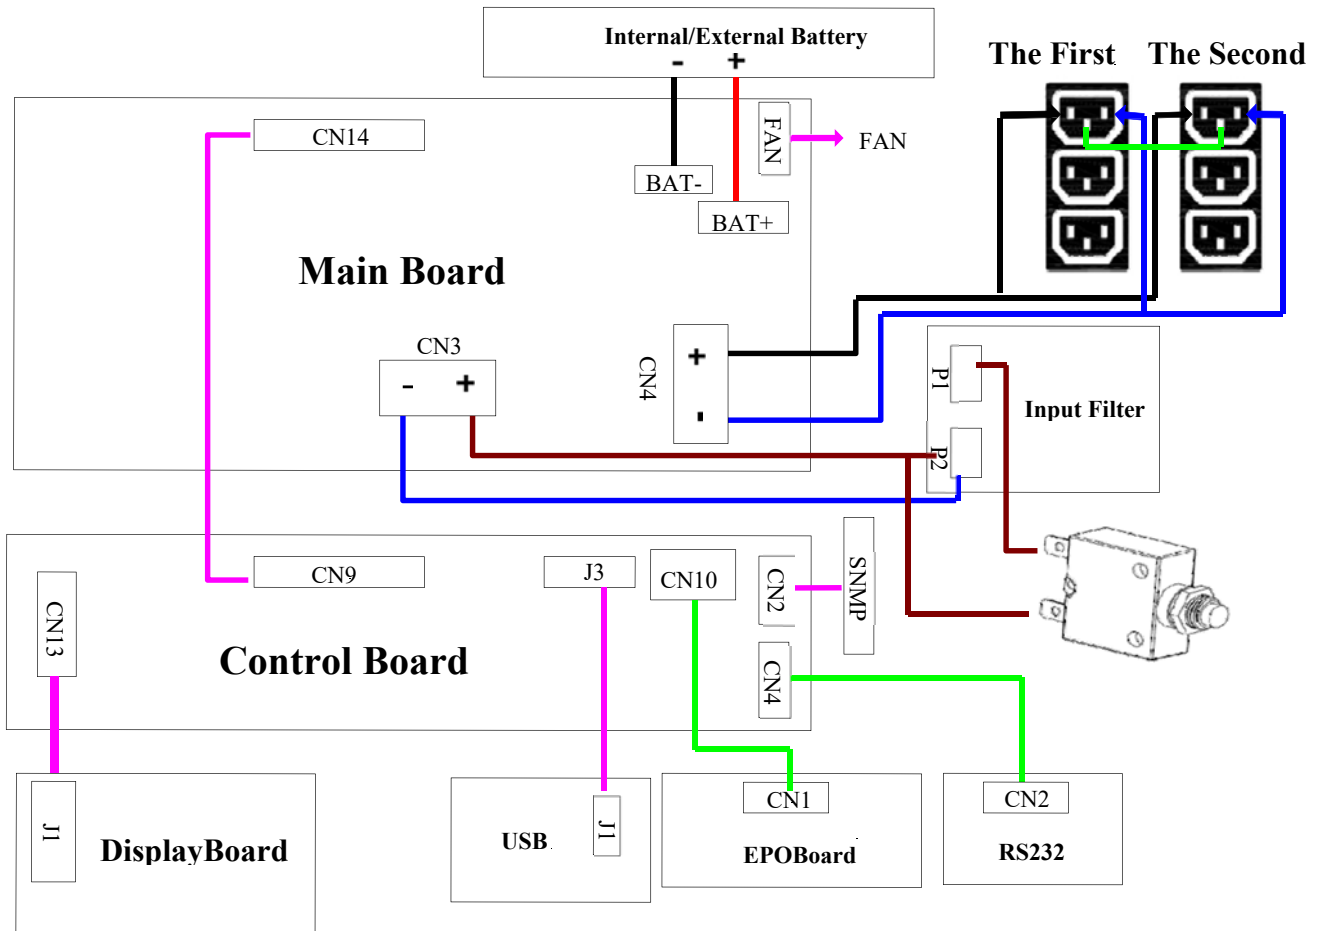 Internal/External Battery
- +
The First The Second
CN14
FAN
FAN
BAT-
BAT+
Main Board
CN3
- +
CN4
+
-
P1
Input Filter
P2
CN13
CN9
J3
CN10
CN2
SNMP
Control Board
CN4
J1
DisplayBoard
USB
J1
CN1
EPOBoard
CN2
RS232